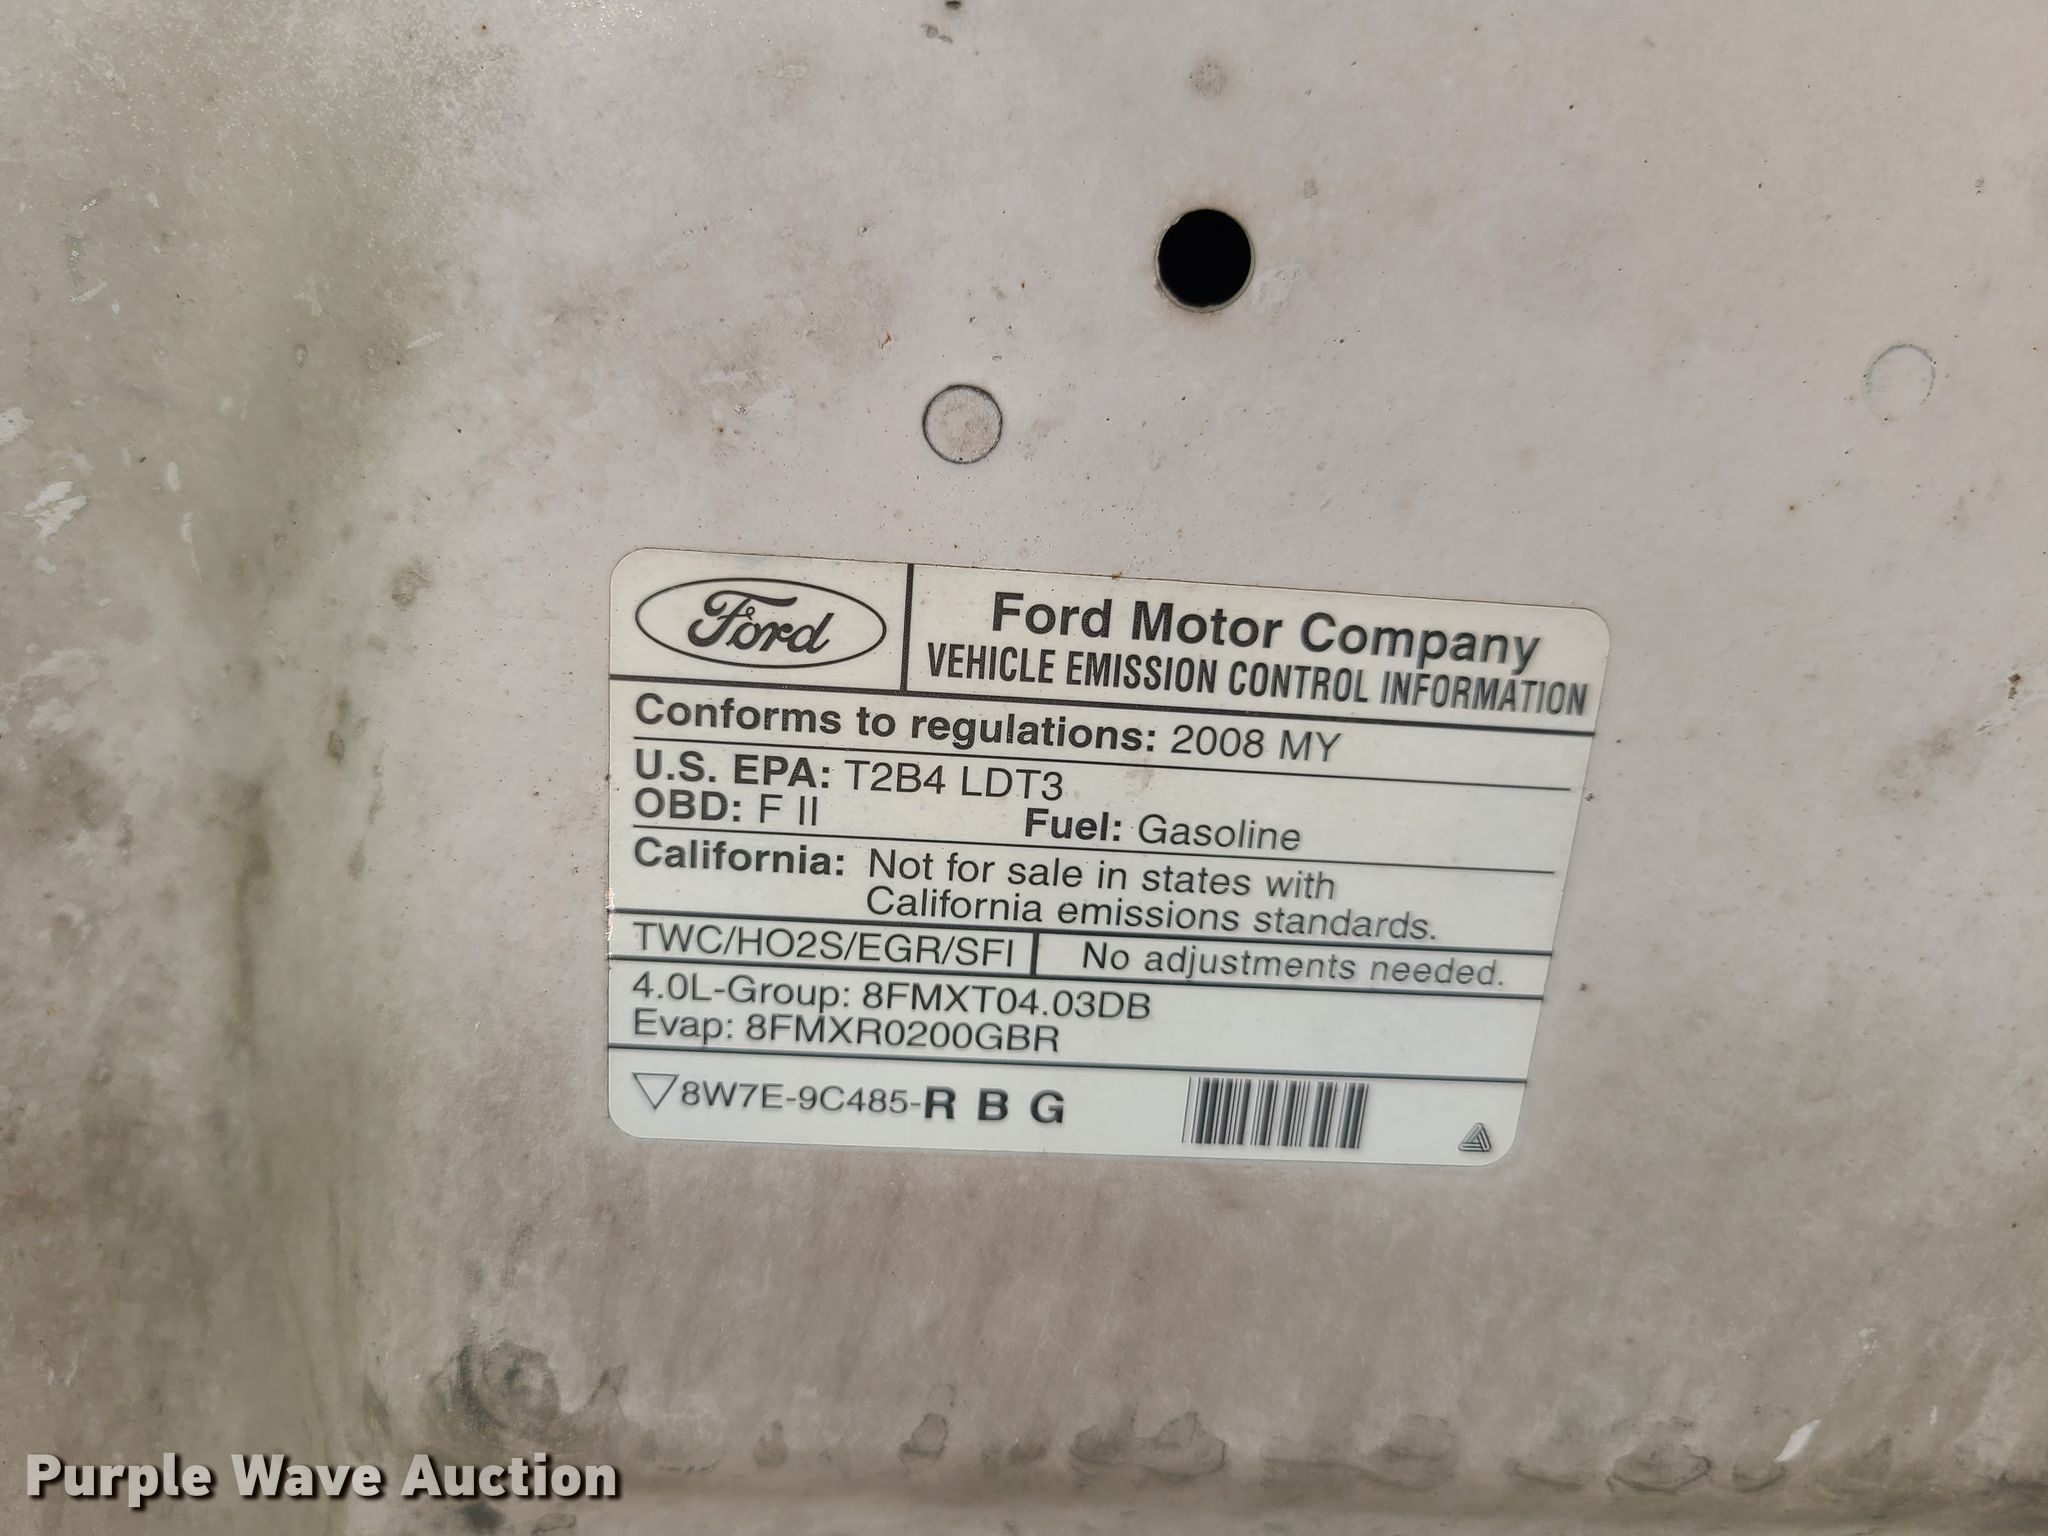 Ford
Ford Motor Company
VEHICLE EMISSION CONTROL INFORMATION
Conforms to regulations: 2008 MY
U.S. EPA: T2B4 LDT3
OBD: F II Fuel: Gasoline
California: Not for sale in states with
California emissions standards.
TWC/HO2S/EGR/SFI No adjustments needed.
4.0L-Group: 8FMXT04.03DB
Evap: 8FMXR0200GBR
8W7E-9C485-R B G
Purple Wave Auction